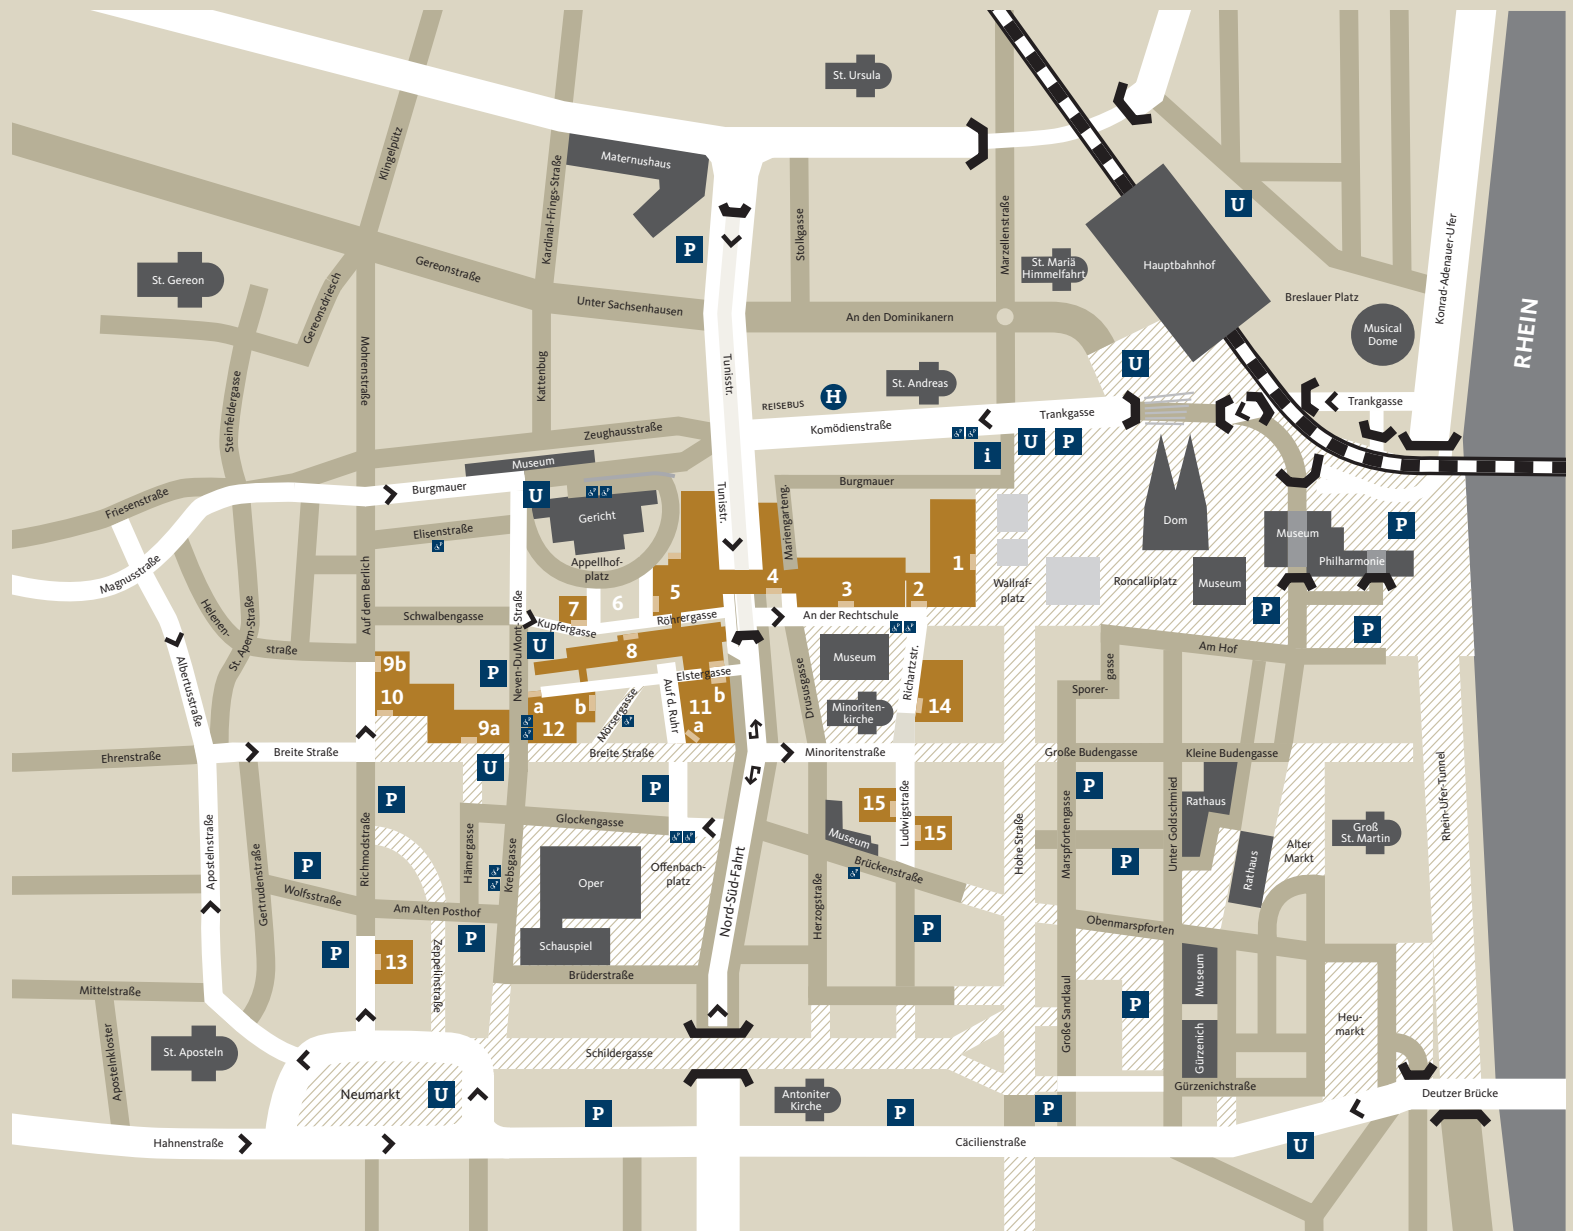 St. Ursula
Klingelpütz
Kardinal-Frings-Straße
Maternushaus
P
Stolkgasse
Marzellenstraße
U
Hauptbahnhof
Konrad-Adenauer-Ufer
St. Gereon
Gereonstraße
Gereonsdriesch
Unter Sachsenhausen
St. Mariä
Himmelfahrt
An den Dominikanern
Breslauer Platz
Musical
Dome
RHEIN
Mohrenstraße
Kattenbug
Tunisstr.
St. Andreas
U
Steinfeldergasse
REISEBUS
H
Komödienstraße
Trankgasse
Trankgasse
Zeughausstraße
U
P
i
Museum
Burgmauer
U
Burgmauer
Friesenstraße
Elisenstraße
Gericht
Tunisstr.
Mariengarteng.
Dom
Museum
P
Philharmonie
Magnusstraße
Appellhof-
platz
Auf dem Berlich
Wallraf-
platz
Roncalliplatz
Museum
P
P
1
2
3
4
5
6
7
8
Helenen-
straße
St. Apern-Straße
Schwalbengasse
Neven-DuMont-Straße
Kupfergasse
Röhrergasse
An der Rechtschule
U
Museum
Am Hof
Albertusstraße
9b
10
P
Elstergasse
Drususgasse
Richartzstr.
Sporer-
gasse
9a
a
b
12
Mörsergasse
Auf d. Ruhr
11
b
a
Minoriten-
kirche
14
Ehrenstraße
Breite Straße
Breite Straße
Minoritenstraße
Große Budengasse
Kleine Budengasse
U
P
P
P
Rathaus
Rhein-Ufer-Tunnel
Apostelnstraße
Gertrudenstraße
Richmodstraße
Hämergasse
Krebsgasse
Glockengasse
15
15
Museum
Ludwigstraße
Hohe Straße
Marspfortengasse
Unter Goldschmied
Groß
St. Martin
Alter
Markt
Rathaus
P
Wolfsstraße
Oper
Offenbach-
platz
Brückenstraße
P
Am Alten Posthof
Nord-Süd-Fahrt
Herzogstraße
Obenmarspforten
P
P
P
13
Zeppelinstraße
Schauspiel
Brüderstraße
Museum
Mittelstraße
P
Große Sandkaul
Heu-
markt
Gürzenich
Apostelnkloster
St. Aposteln
Schildergasse
Gürzenichstraße
Neumarkt
U
Antoniter
Kirche
P
P
P
Deutzer Brücke
Hahnenstraße
Cäcilienstraße
U